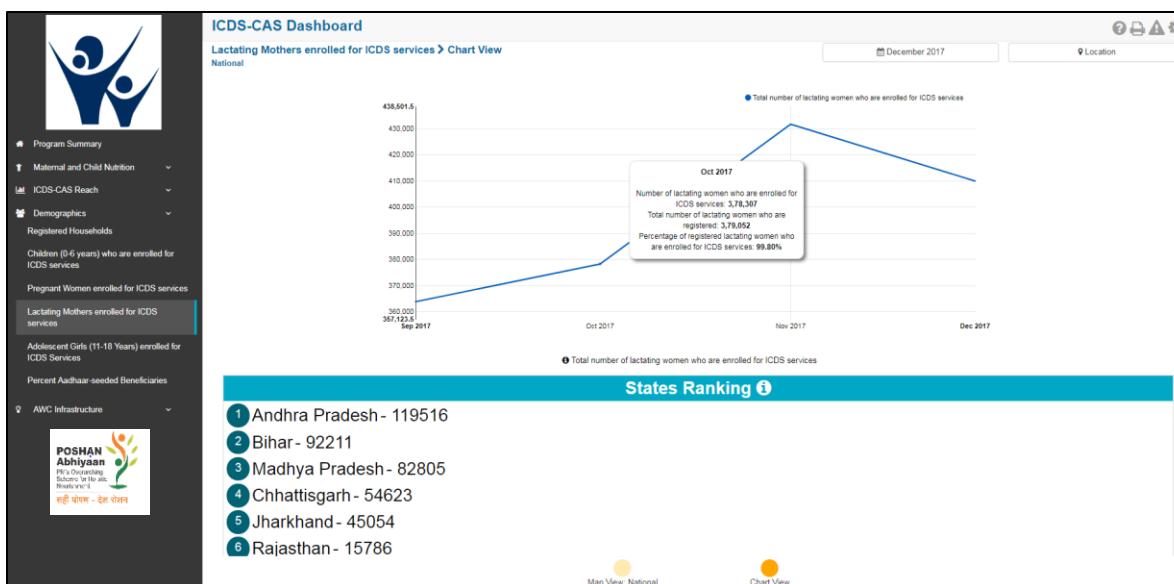 ICDS-CAS Dashboard
Lactating Mothers enrolled for ICDS services > Chart View
National
December 2017
Location
Program Summary
Maternal and Child Nutrition
ICDS-CAS Reach
Demographics
Registered Households
Children (0-6 years) who are enrolled for
ICDS services
Pregnant Women enrolled for ICDS services
Lactating Mothers enrolled for ICDS
services
Adolescent Girls (11-18 Years) enrolled for
ICDS Services
Percent Aadhaar-seeded Beneficiaries
AWC Infrastructure
POSHAN
Abhiyaan
PM's Overarching
Scheme for Holistic
Nourishment
सही पोषण - देश रोशन
Total number of lactating women who are enrolled for ICDS services
438,501.5
430,000
420,000
410,000
400,000
390,000
380,000
370,000
360,000
357,123.5
Oct 2017
Number of lactating women who are enrolled for
ICDS services: 3,78,307
Total number of lactating women who are
registered: 3,79,052
Percentage of registered lactating women who
are enrolled for ICDS services: 99.80%
Sep 2017
Oct 2017
Nov 2017
Dec 2017
Total number of lactating women who are enrolled for ICDS services
States Ranking
1 Andhra Pradesh - 119516
2 Bihar - 92211
3 Madhya Pradesh - 82805
4 Chhattisgarh - 54623
5 Jharkhand - 45054
6 Rajasthan - 15786
Map View: National
Chart View